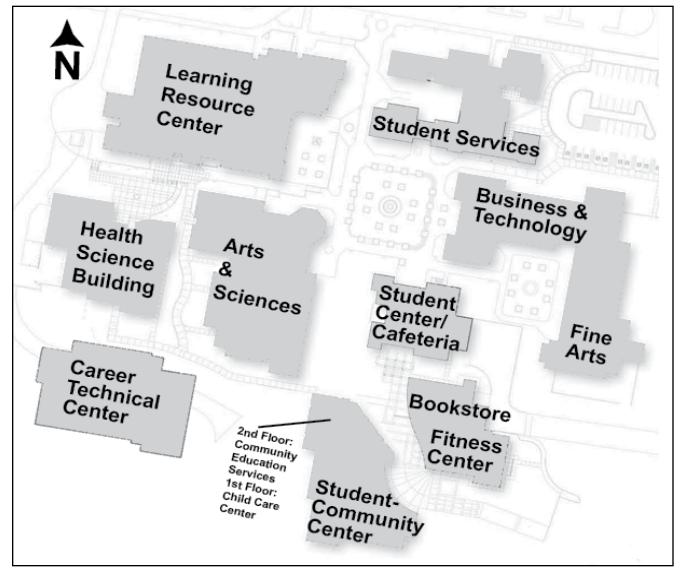 N
Learning
Resource
Center
Student Services
Business &
Technology
Health
Science
Building
Arts
&
Sciences
Student
Center/
Cafeteria
Fine
Arts
Career
Technical
Center
Bookstore
Fitness
Center
2nd Floor:
Community
Education
Services
1st Floor:
Child Care
Center
Student-
Community
Center